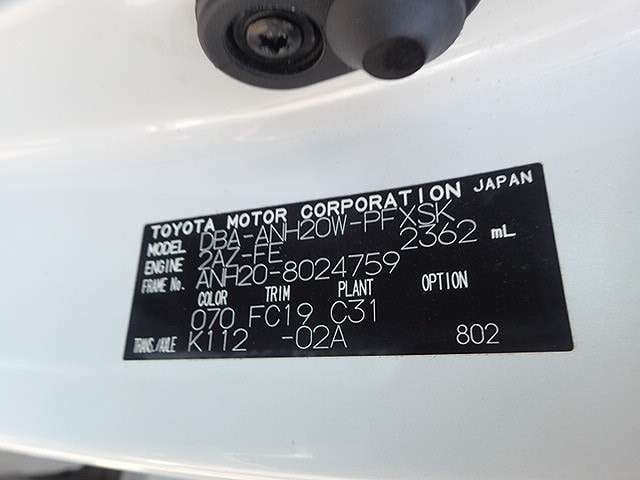 TOYOTA MOTOR CORPORATION JAPAN
MODEL DBA-ANH20W-PFXSK
ENGINE 2AZ-FE 2362 mL
FRAME No. ANH20-8024759
COLOR TRIM PLANT OPTION
070 FC19 C31
TRANS./AXLE K112 -02A 802